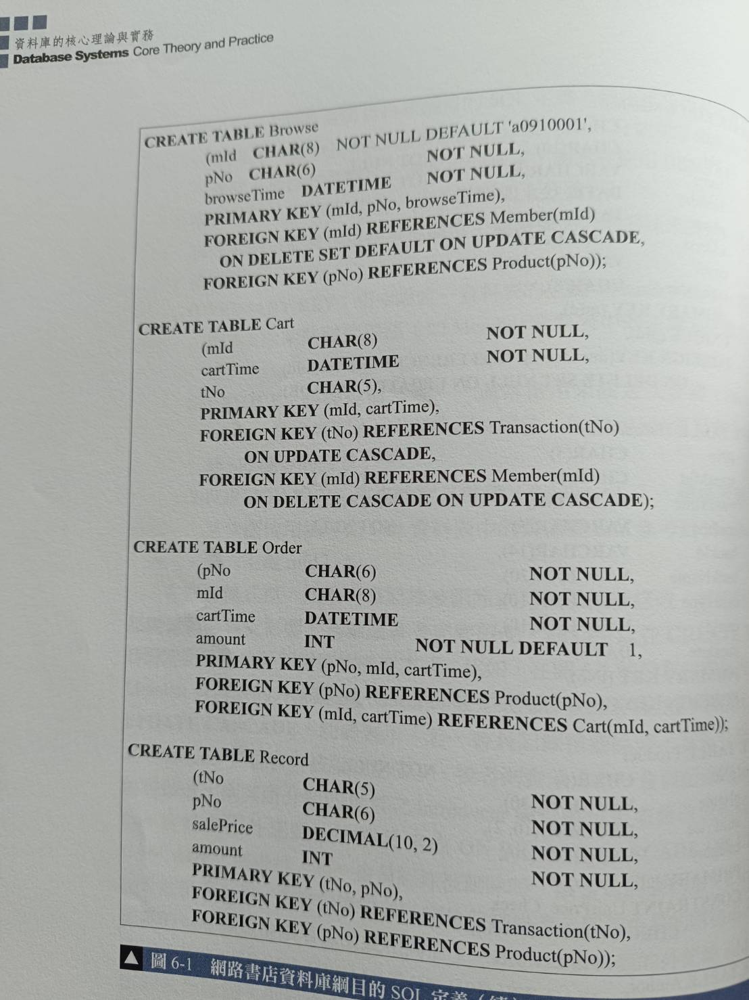 資料庫的核心理論與實務
Database Systems Core Theory and Practice
CREATE TABLE Browse
(mId CHAR(8) NOT NULL DEFAULT 'a0910001',
pNo CHAR(6) NOT NULL,
browseTime DATETIME NOT NULL,
PRIMARY KEY (mId, pNo, browseTime),
FOREIGN KEY (mId) REFERENCES Member(mId)
ON DELETE SET DEFAULT ON UPDATE CASCADE,
FOREIGN KEY (pNo) REFERENCES Product(pNo));
CREATE TABLE Cart
(mId CHAR(8) NOT NULL,
cartTime DATETIME NOT NULL,
tNo CHAR(5),
PRIMARY KEY (mId, cartTime),
FOREIGN KEY (tNo) REFERENCES Transaction(tNo)
ON UPDATE CASCADE,
FOREIGN KEY (mId) REFERENCES Member(mId)
ON DELETE CASCADE ON UPDATE CASCADE);
CREATE TABLE Order
(pNo CHAR(6) NOT NULL,
mId CHAR(8) NOT NULL,
cartTime DATETIME NOT NULL,
amount INT NOT NULL DEFAULT 1,
PRIMARY KEY (pNo, mId, cartTime),
FOREIGN KEY (pNo) REFERENCES Product(pNo),
FOREIGN KEY (mId, cartTime) REFERENCES Cart(mId, cartTime));
CREATE TABLE Record
(tNo CHAR(5) NOT NULL,
pNo CHAR(6) NOT NULL,
salePrice DECIMAL(10, 2) NOT NULL,
amount INT NOT NULL,
PRIMARY KEY (tNo, pNo),
FOREIGN KEY (tNo) REFERENCES Transaction(tNo),
FOREIGN KEY (pNo) REFERENCES Product(pNo));
▲ 圖 6-1 網路書店資料庫綱目的 SQL 定義